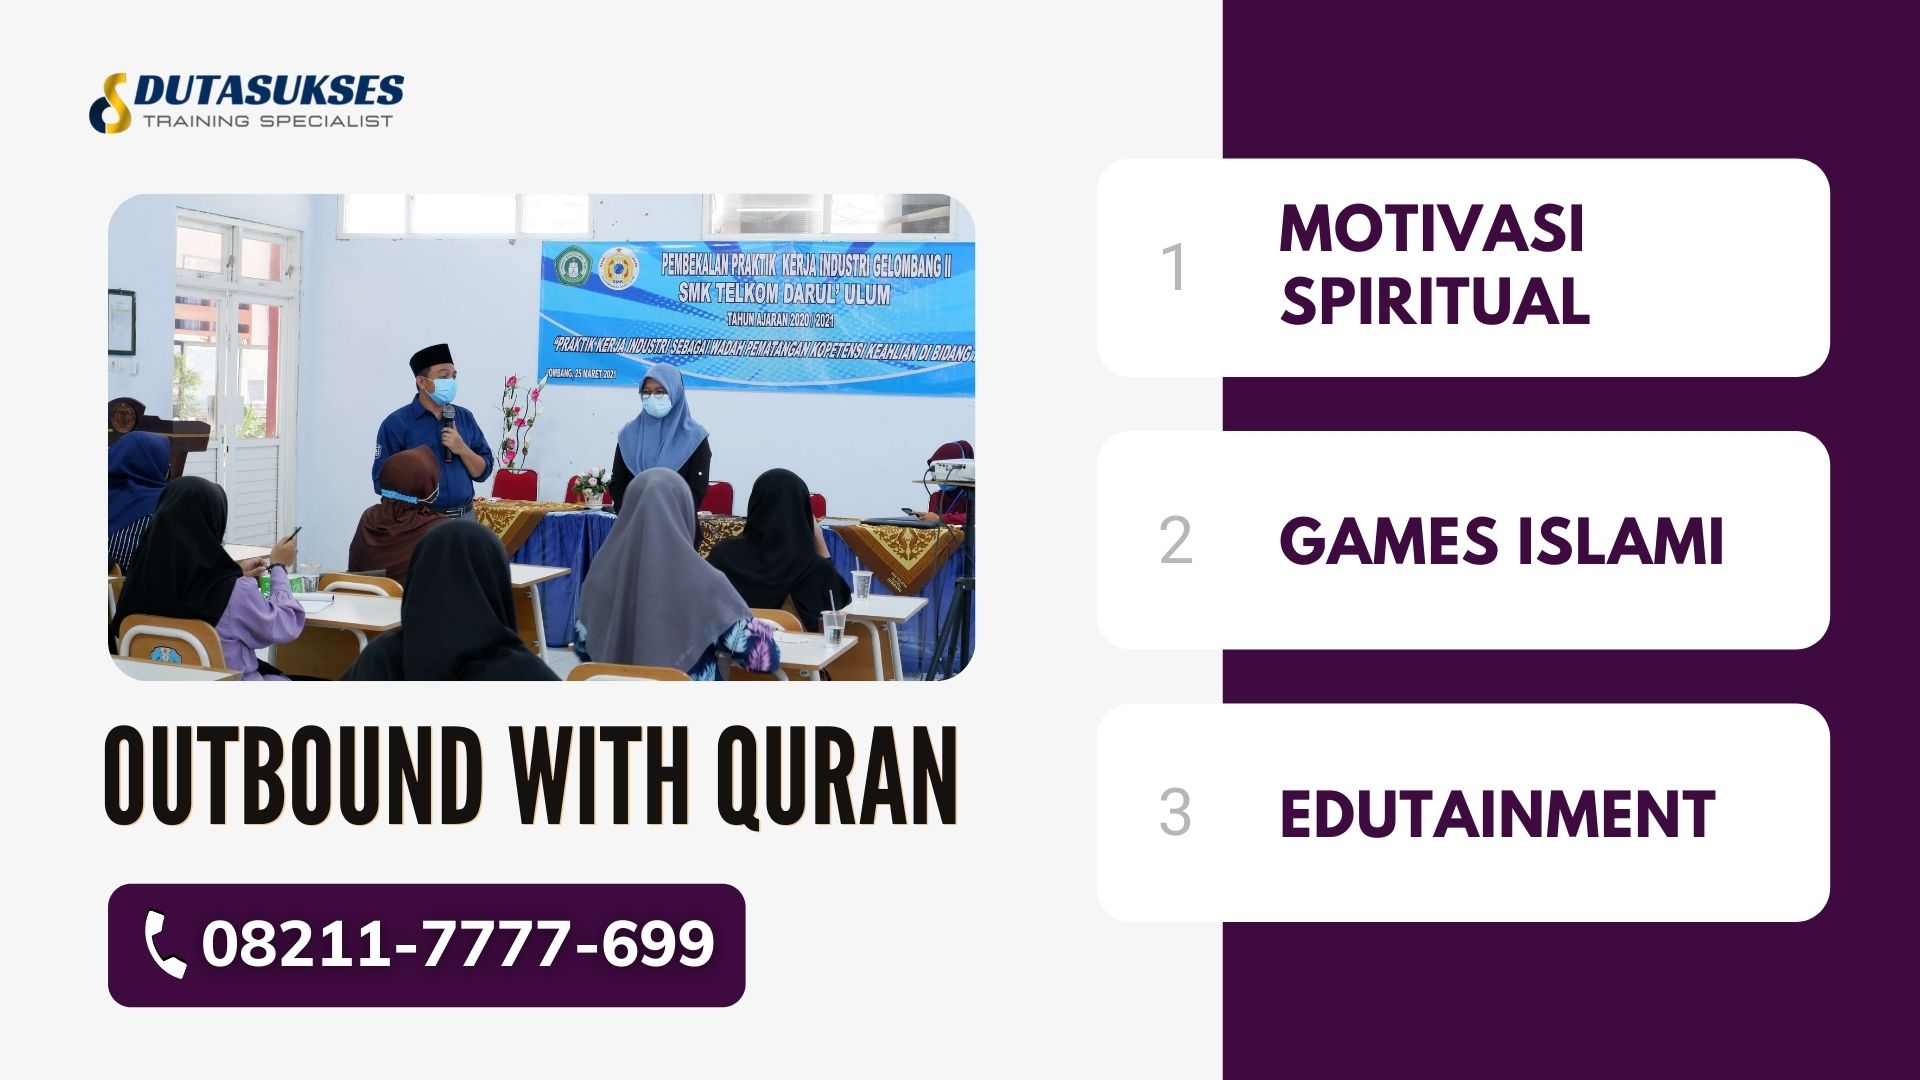 DUTASUKSES
TRAINING SPECIALIST
PEMBEKALAN PRAKTIK KERJA INDUSTRI GELOMBANG II
SMK TELKOM DARUL' ULUM
TAHUN AJARAN 2020/2021
"PRAKTIK KERJA INDUSTRI SEBAGAI WADAH PEMATANGAN KOPETENSI KEAHLIAN DI BIDANG
OMBANG, 25 MARET 2021
OUTBOUND WITH QURAN
08211-7777-699
1
MOTIVASI
SPIRITUAL
2
GAMES ISLAMI
3
EDUTAINMENT